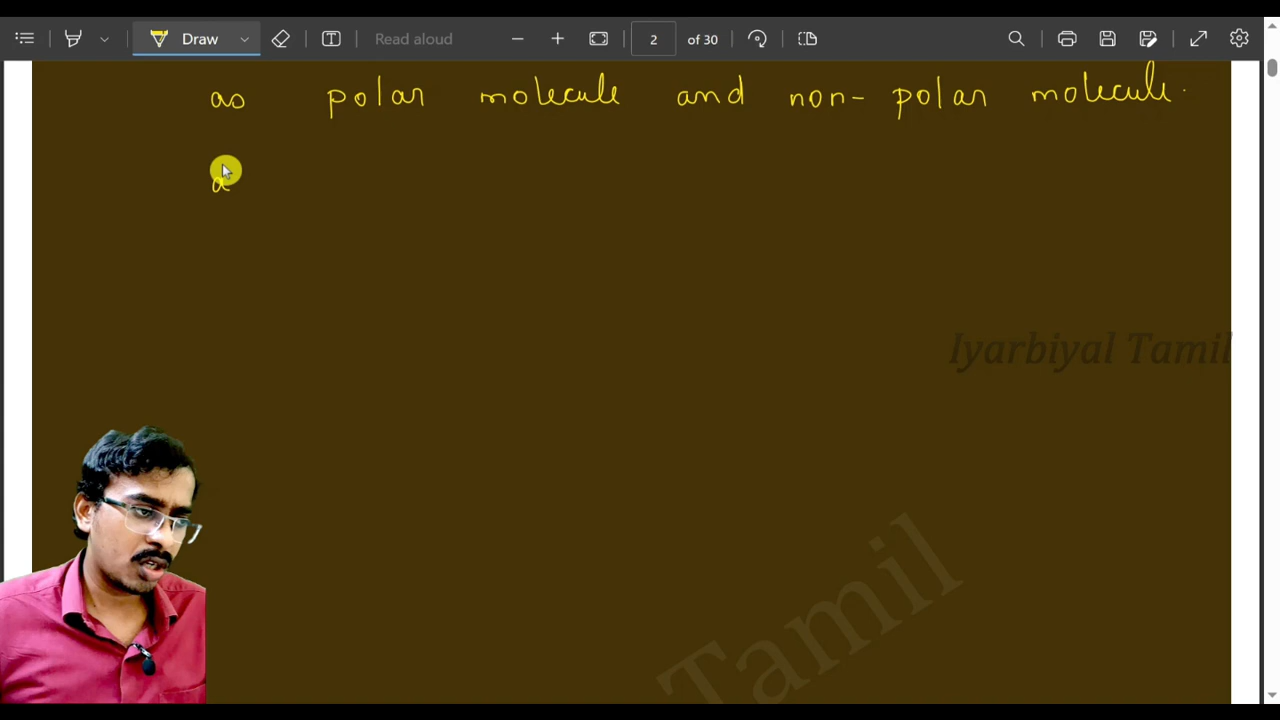 Draw
Read aloud
2 of 30
as polar molecule and non-polar molecule.
a
Iyarbiyal Tamil
Tamil